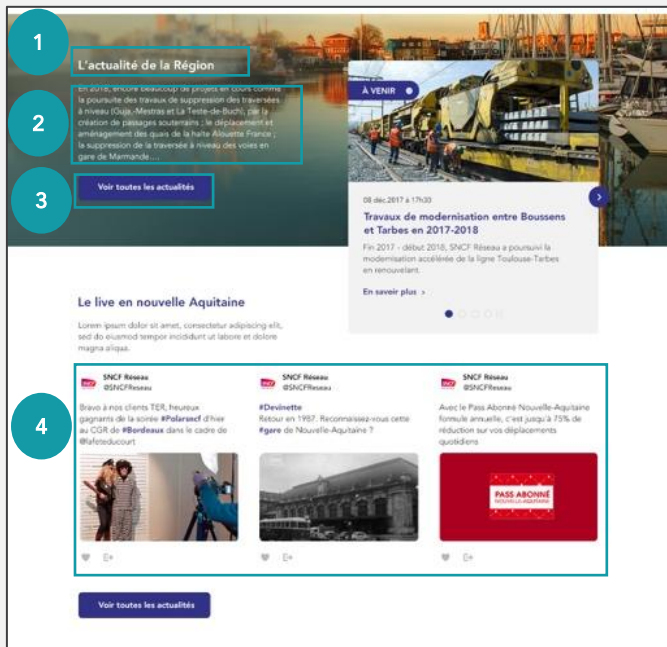 1
L'actualité de la Région
2
En 2018, encore beaucoup de projets en cours comme
la poursuite des travaux de suppression des traversées
à niveau (Gujan-Mestras et La Teste-de-Buch), par la
création de passages souterrains ; le déplacement et
aménagement des quais de la halte Alouette France ;
la suppression de la traversée à niveau des voies en
gare de Marmande....
3
Voir toutes les actualités
À VENIR
08 déc.2017 à 17h30
Travaux de modernisation entre Boussens
et Tarbes en 2017-2018
Fin 2017 - début 2018, SNCF Réseau a poursuivi la
modernisation accélérée de la ligne Toulouse-Tarbes
en renouvelant.
En savoir plus ›
Le live en nouvelle Aquitaine
Lorem ipsum dolor sit amet, consectetur adipiscing elit,
sed do eiusmod tempor incididunt ut labore et dolore
magna aliqua.
4
SNCF
SNCF Réseau
@SNCFReseau
Bravo à nos clients TER, heureux
gagnants de la soirée #Polarsncf d'hier
au CGR de #Bordeaux dans le cadre de
@lafeteducourt
SNCF
SNCF Réseau
@SNCFReseau
#Devinette
Retour en 1987. Reconnaissez-vous cette
#gare de Nouvelle-Aquitaine ?
SNCF
SNCF Réseau
@SNCFReseau
Avec le Pass Abonné Nouvelle-Aquitaine
formule annuelle, c'est jusqu'à 75% de
réduction sur vos déplacements
quotidiens
PASS ABONNÉ
NOUVELLE-AQUITAINE
Voir toutes les actualités